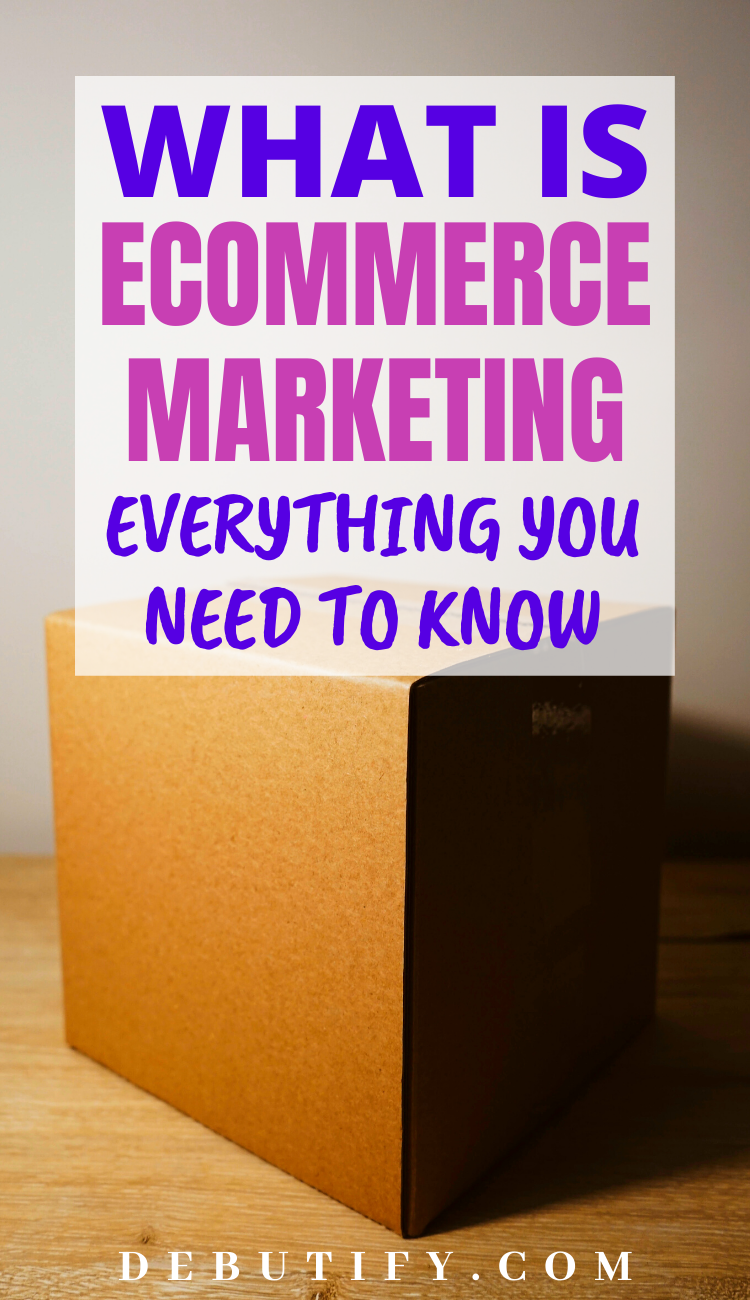 WHAT IS
ECOMMERCE
MARKETING
EVERYTHING YOU
NEED TO KNOW
DEBUTIFY.COM